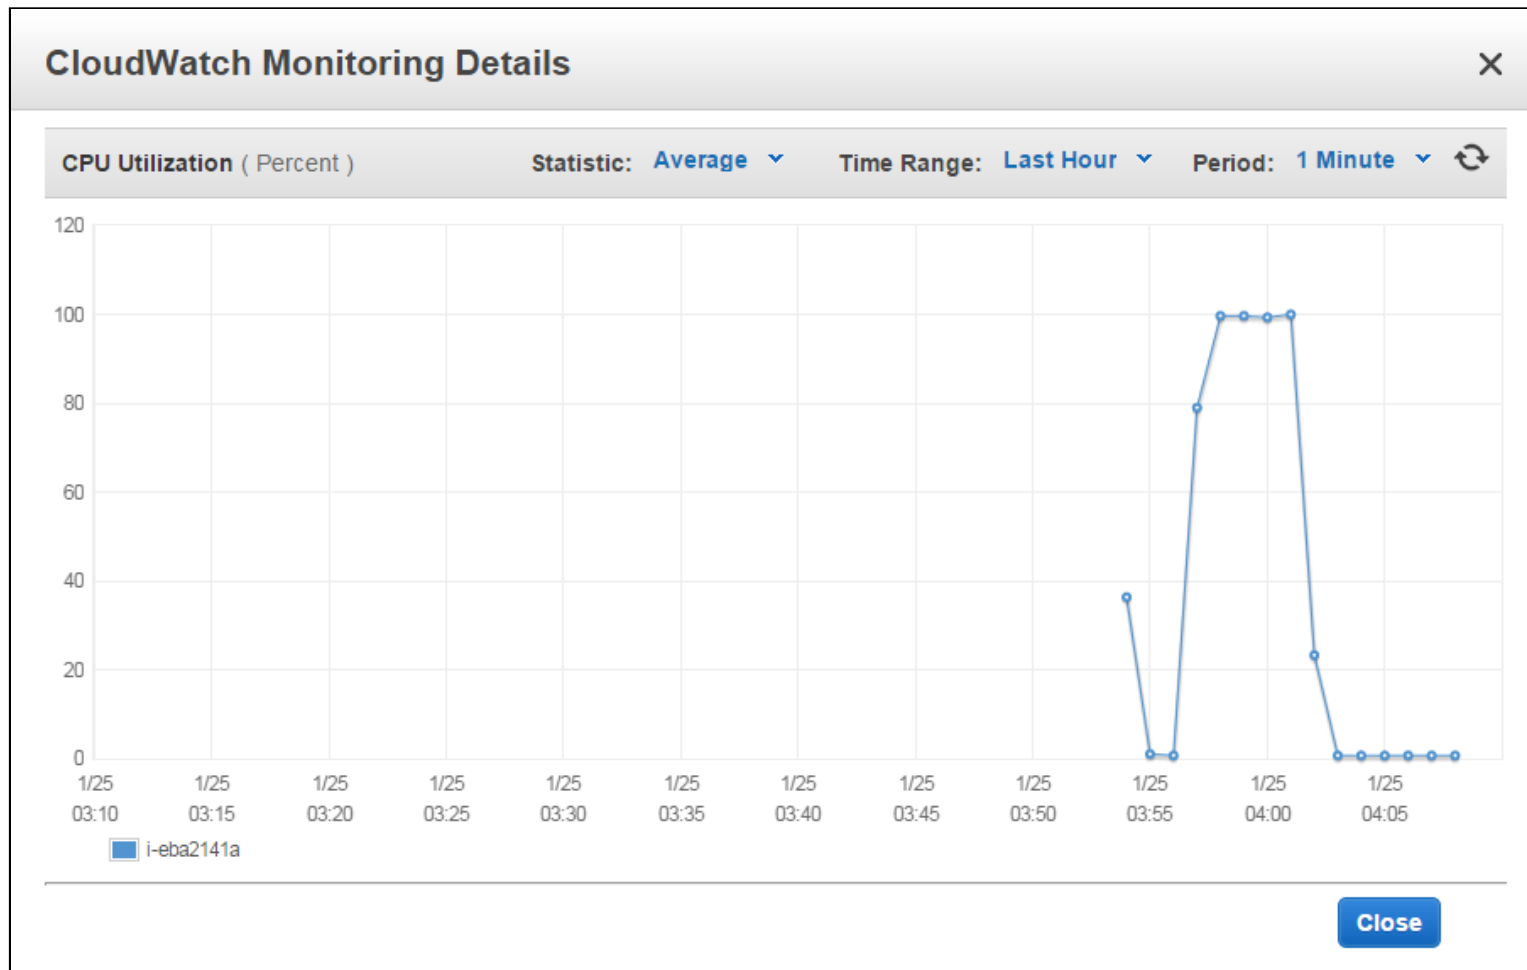 CloudWatch Monitoring Details
CPU Utilization ( Percent ) Statistic: Average Time Range: Last Hour Period: 1 Minute
120
100
80
60
40
20
0
1/25 1/25 1/25 1/25 1/25 1/25 1/25 1/25 1/25 1/25 1/25 1/25
03:10 03:15 03:20 03:25 03:30 03:35 03:40 03:45 03:50 03:55 04:00 04:05
i-eba2141a
Close